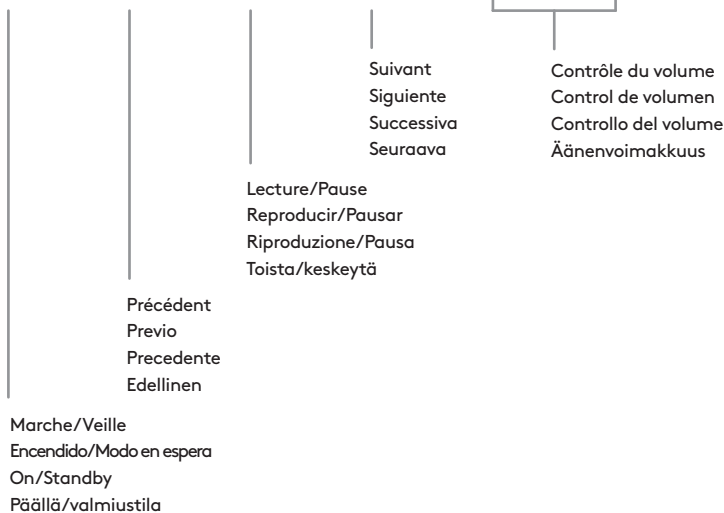 Suivant
Siguiente
Successiva
Seuraava
Contrôle du volume
Control de volumen
Controllo del volume
Äänenvoimakkuus
Lecture/Pause
Reproducir/Pausar
Riproduzione/Pausa
Toista/keskeytä
Précédent
Previo
Precedente
Edellinen
Marche/Veille
Encendido/Modo en espera
On/Standby
Päällä/valmiustila